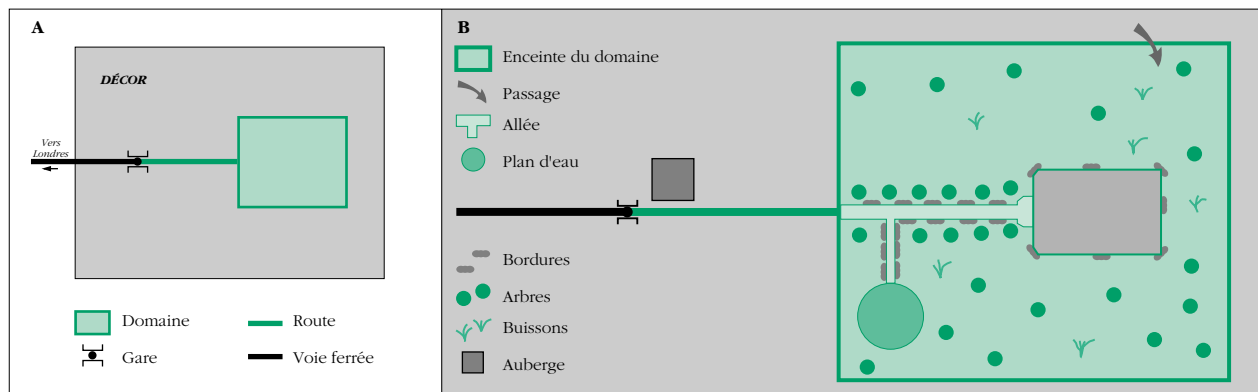 A
DÉCOR
Vers
Londres
Domaine
Route
Gare
Voie ferrée
B
Enceinte du domaine
Passage
Allée
Plan d'eau
Bordures
Arbres
Buissons
Auberge